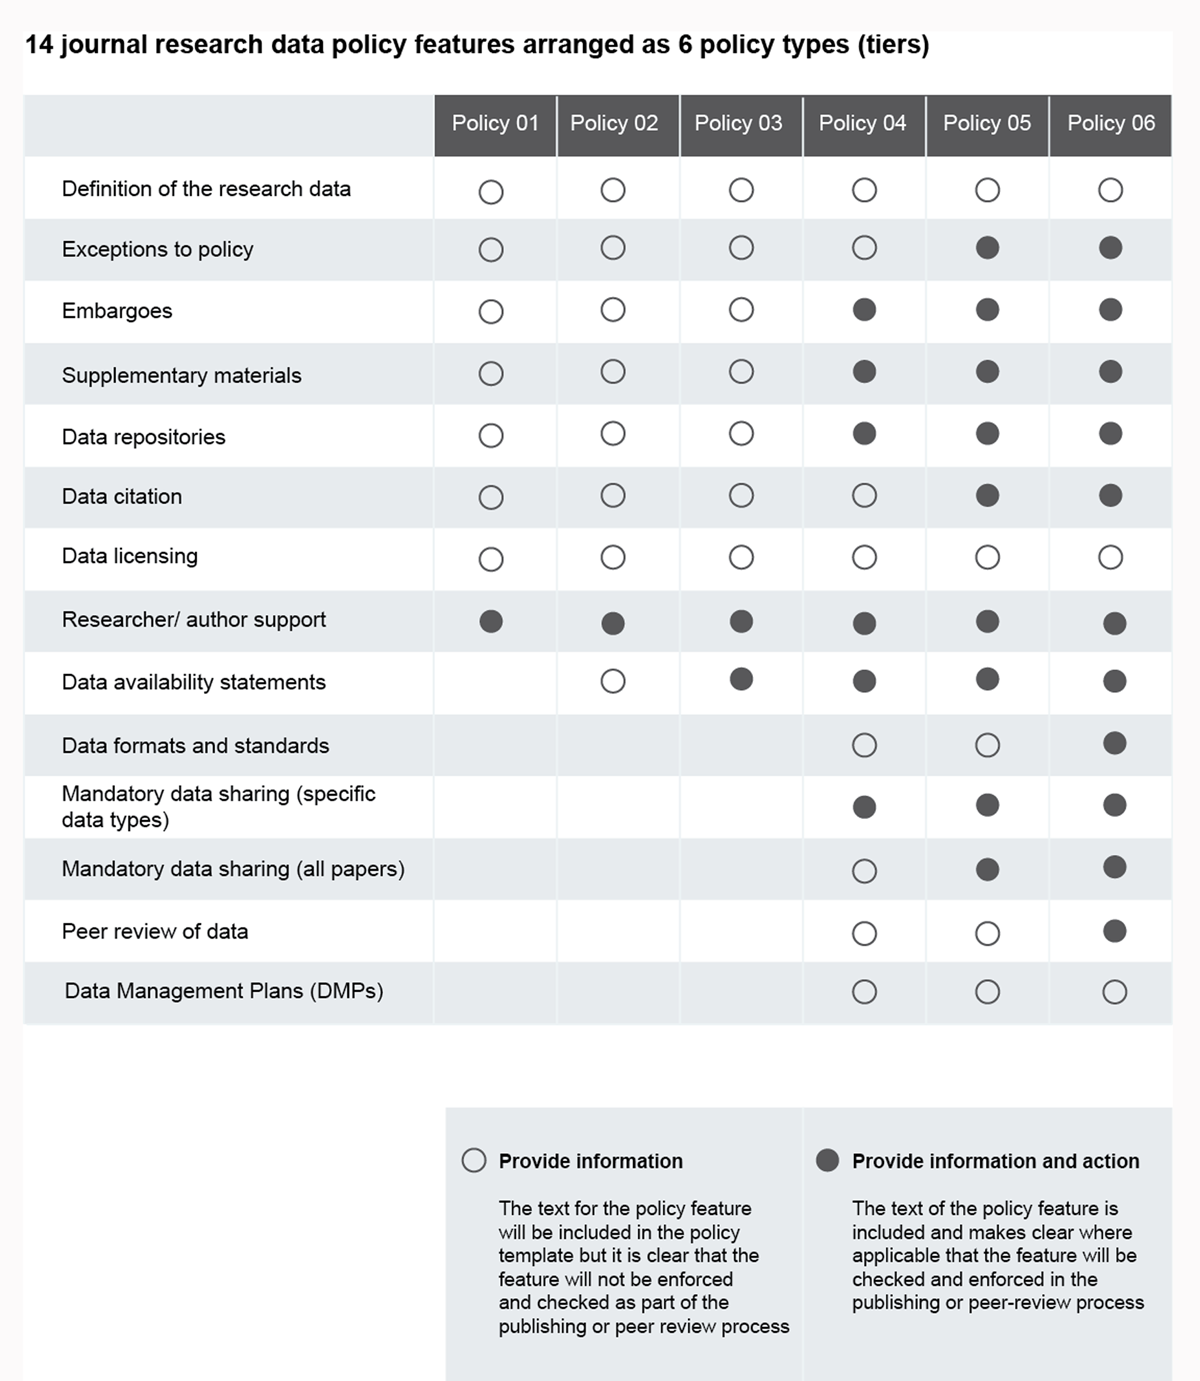 14 journal research data policy features arranged as 6 policy types (tiers)
Policy 01 Policy 02 Policy 03 Policy 04 Policy 05 Policy 06
Definition of the research data
Exceptions to policy
Embargoes
Supplementary materials
Data repositories
Data citation
Data licensing
Researcher/ author support
Data availability statements
Data formats and standards
Mandatory data sharing (specific
data types)
Mandatory data sharing (all papers)
Peer review of data
Data Management Plans (DMPs)
Provide information
The text for the policy feature
will be included in the policy
template but it is clear that the
feature will not be enforced
and checked as part of the
publishing or peer review process
Provide information and action
The text of the policy feature is
included and makes clear where
applicable that the feature will be
checked and enforced in the
publishing or peer-review process